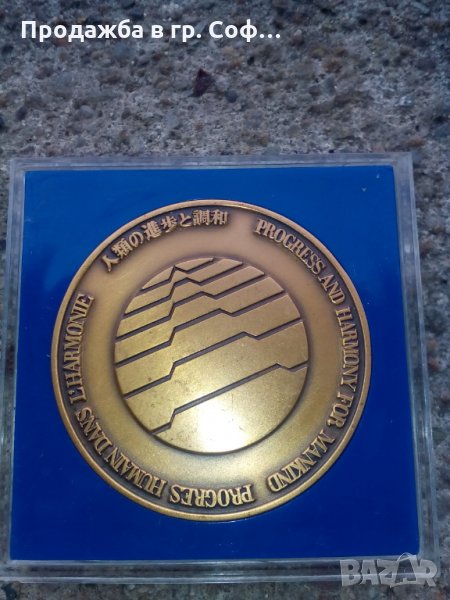 Продажба в гр. Соф...
人類の進歩と調和
PROGRESS AND HARMONY FOR MANKIND
PROGRES HUMAIN DANS L'HARMONIE
BAZAR